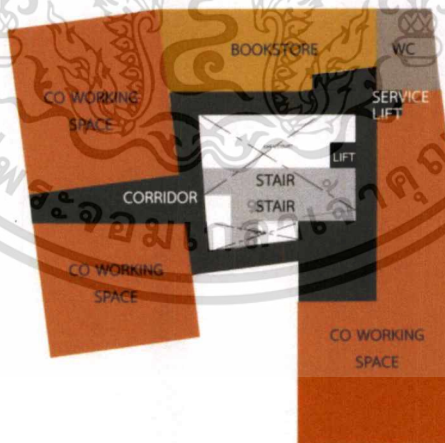 BOOKSTORE
WC
CO WORKING
SPACE
SERVICE
LIFT
LIFT
STAIR
CORRIDOR
STAIR
CO WORKING
SPACE
CO WORKING
SPACE